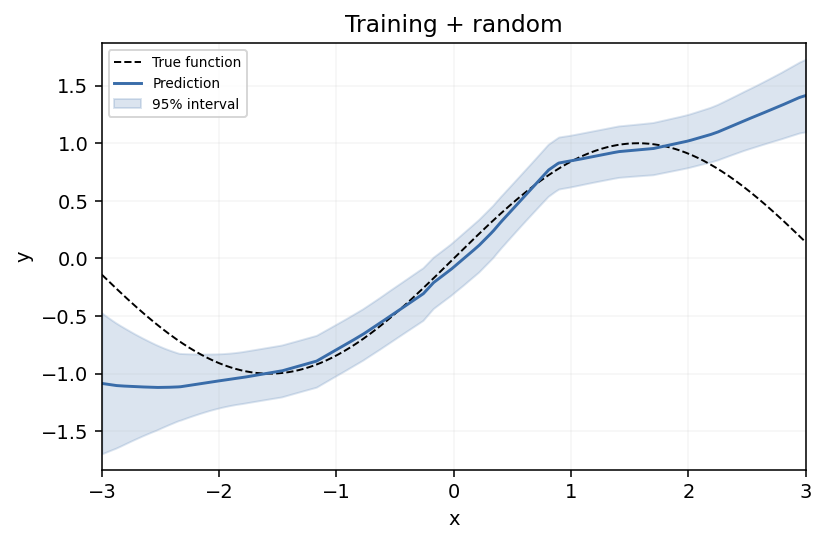 Training + random
True function
Prediction
95% interval
y
1.5
1.0
0.5
0.0
−0.5
−1.0
−1.5
−3
−2
−1
0
1
2
3
x